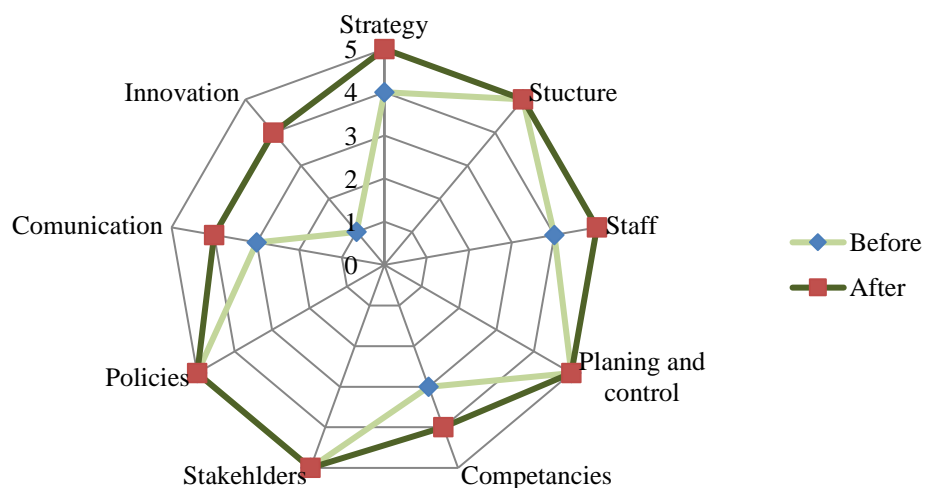 Strategy
5
Innovation
4
Stucture
3
2
Comunication
1
Staff
0
Before
After
Policies
Planing and
control
Stakehlders
Competancies